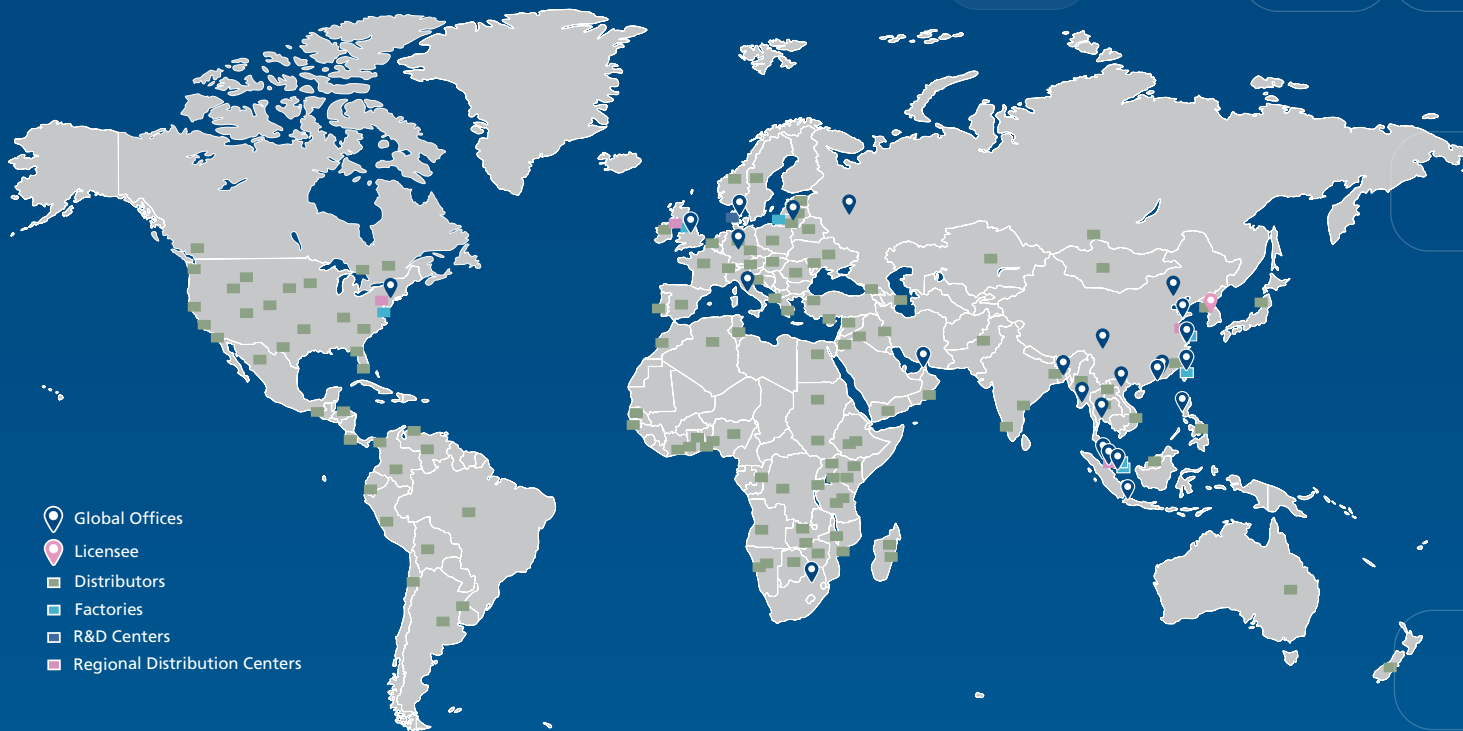 Global Offices
Licensee
Distributors
Factories
R&D Centers
Regional Distribution Centers